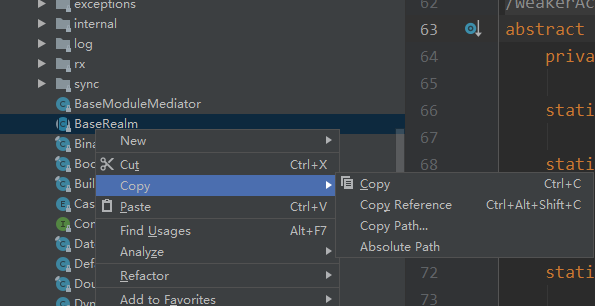 exceptions
internal
log
rx
sync
BaseModuleMediator
BaseRealm
Bina
Boo
Buil
Cas
Con
Date
Def
Dou
Dyn
New
Cut Ctrl+X
Copy
Paste Ctrl+V
Find Usages Alt+F7
Analyze
Refactor
Add to Favorites
Copy Ctrl+C
Copy Reference Ctrl+Alt+Shift+C
Copy Path...
Absolute Path
62 /WeakerAc
63 abstract
64 priva
65
66 stati
67
68 stati
72 stati
73